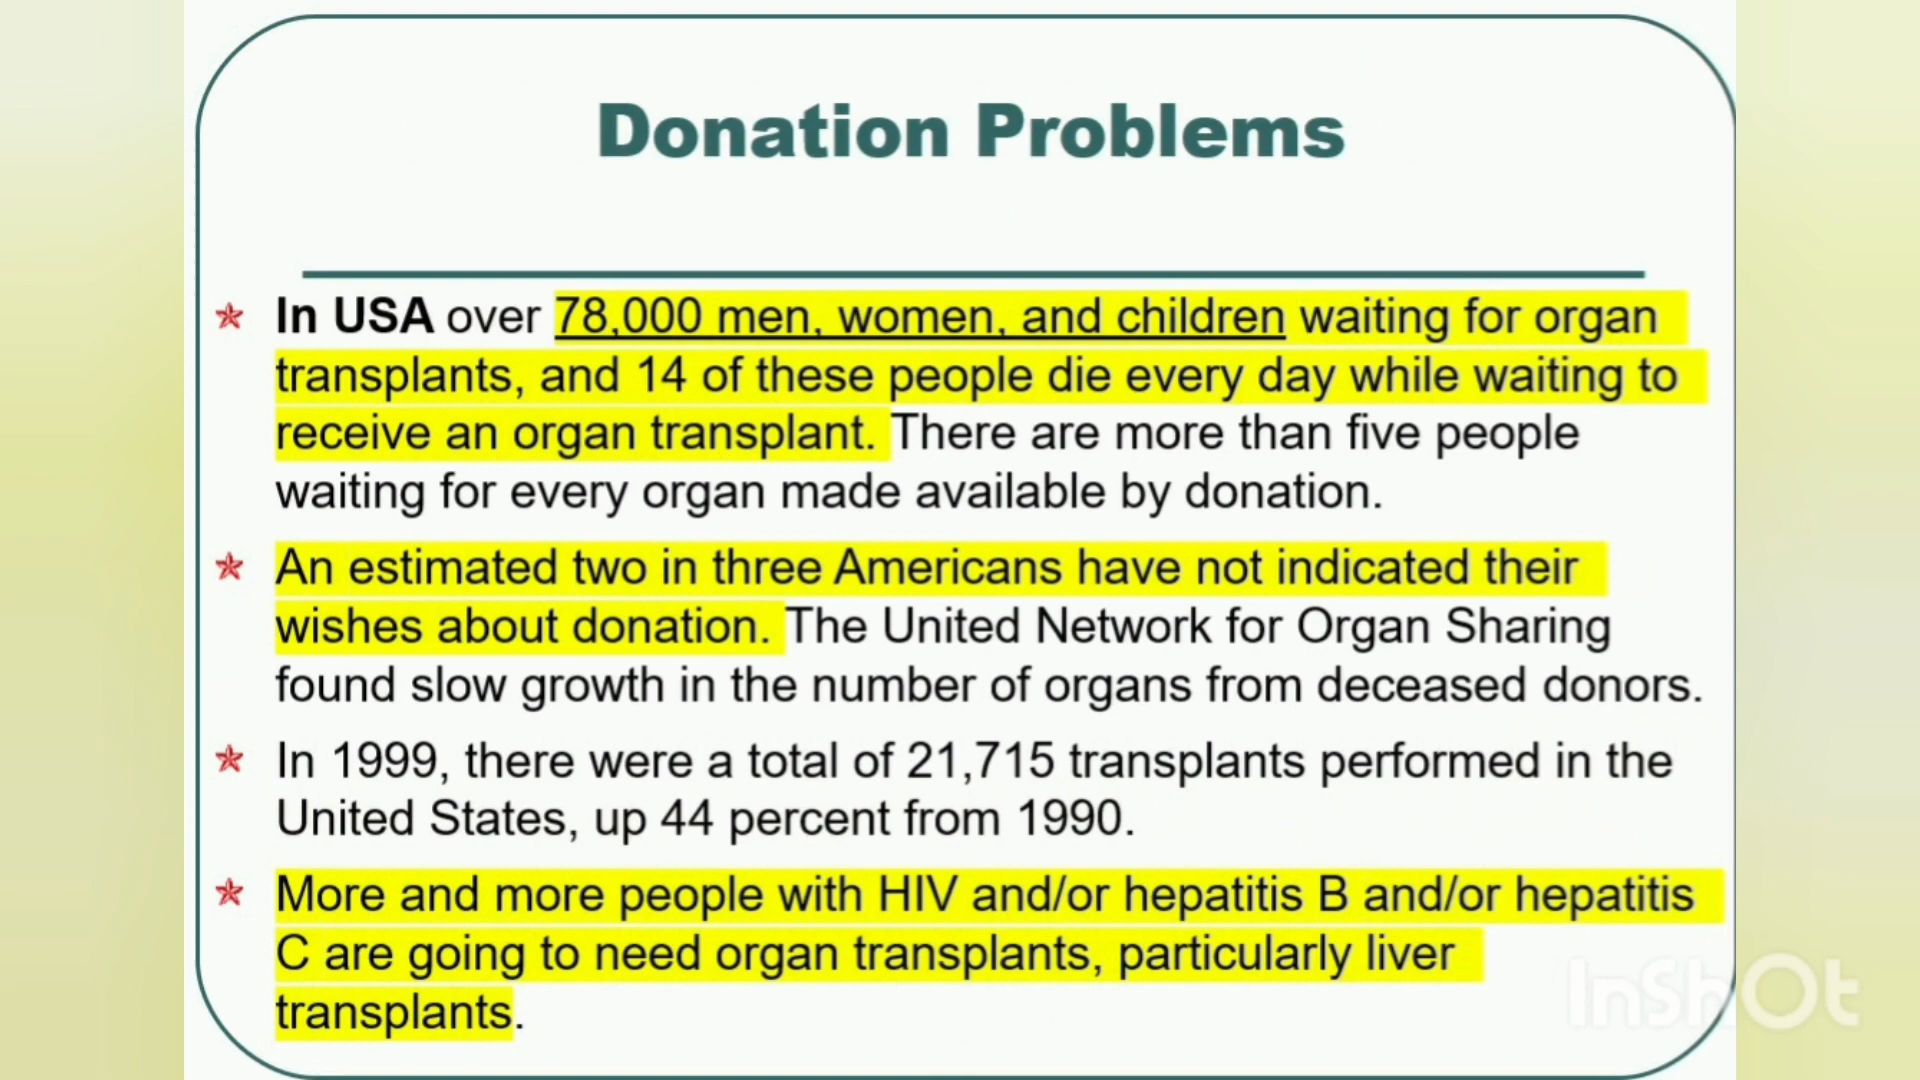 Donation Problems
In USA over 78,000 men, women, and children waiting for organ
transplants, and 14 of these people die every day while waiting to
receive an organ transplant. There are more than five people
waiting for every organ made available by donation.
An estimated two in three Americans have not indicated their
wishes about donation. The United Network for Organ Sharing
found slow growth in the number of organs from deceased donors.
In 1999, there were a total of 21,715 transplants performed in the
United States, up 44 percent from 1990.
More and more people with HIV and/or hepatitis B and/or hepatitis
C are going to need organ transplants, particularly liver
transplants.
InShOt